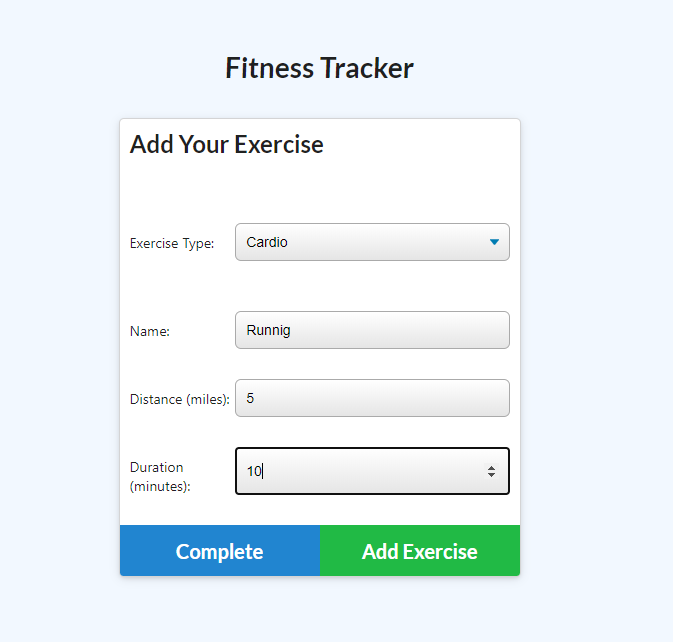 Fitness Tracker
Add Your Exercise
Exercise Type: Cardio
Name: Runnig
Distance (miles): 5
Duration
(minutes): 10
Complete Add Exercise